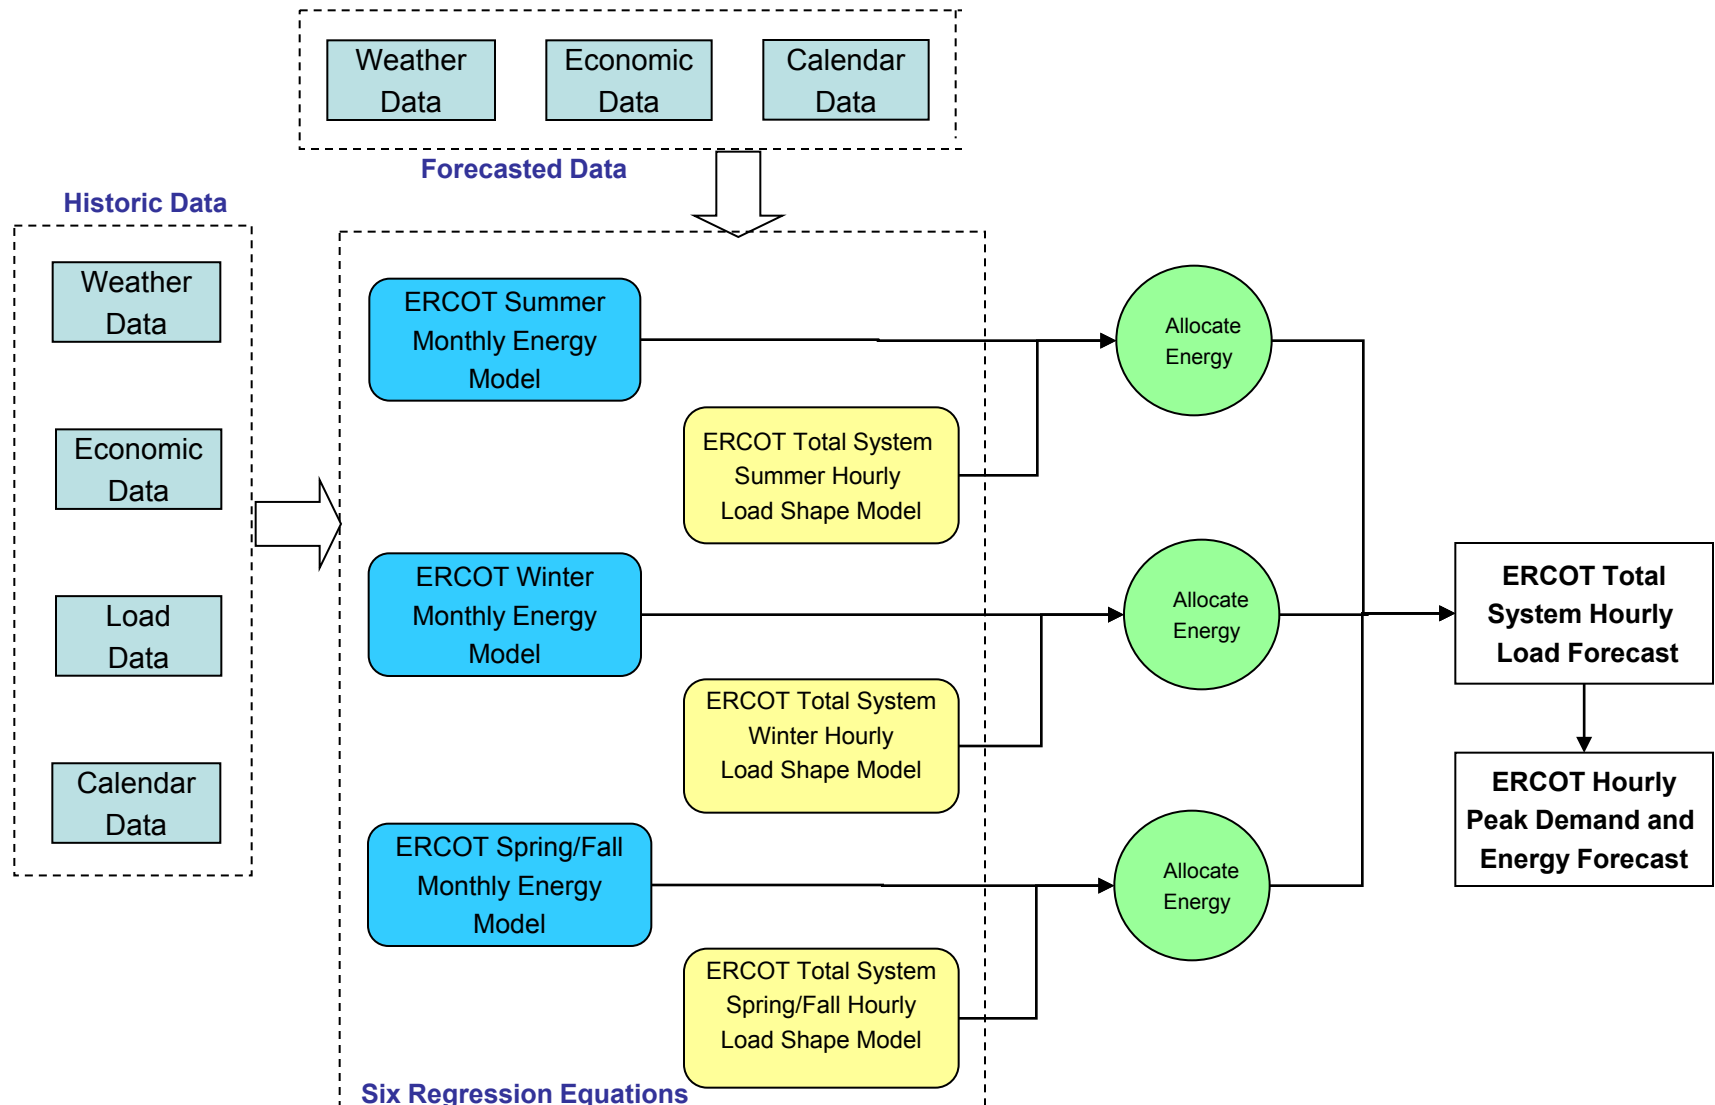 Weather
Data
Economic
Data
Calendar
Data
Forecasted Data
Historic Data
Weather
Data
Economic
Data
Load
Data
Calendar
Data
ERCOT Summer
Monthly Energy
Model
ERCOT Total System
Summer Hourly
Load Shape Model
ERCOT Winter
Monthly Energy
Model
ERCOT Total System
Winter Hourly
Load Shape Model
ERCOT Spring/Fall
Monthly Energy
Model
ERCOT Total System
Spring/Fall Hourly
Load Shape Model
Six Regression Equations
Allocate
Energy
Allocate
Energy
Allocate
Energy
ERCOT Total
System Hourly
Load Forecast
ERCOT Hourly
Peak Demand and
Energy Forecast